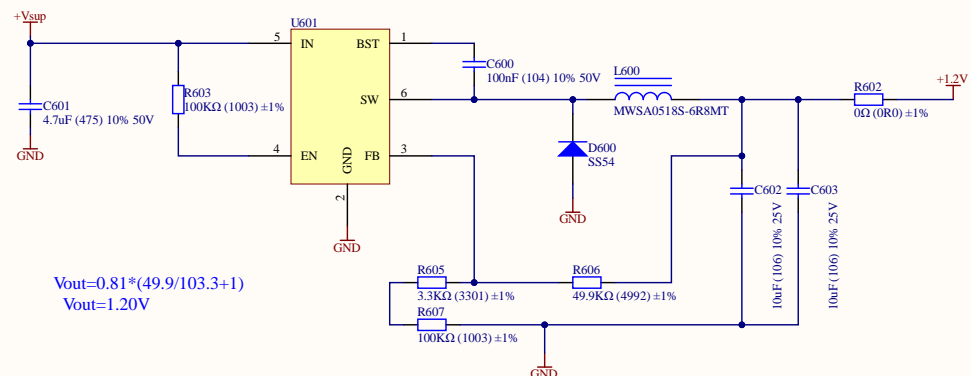 +Vsup
U601
5
IN
BST
1
C600
100nF (104) 10% 50V
L600
MWSA0518S-6R8MT
R602
0Ω (0R0) ±1%
+1.2V
R603
100KΩ (1003) ±1%
C601
4.7uF (475) 10% 50V
GND
SW
6
4
EN
GND
FB
3
2
GND
D600
SS54
GND
C602
10uF (106) 10% 25V
C603
10uF (106) 10% 25V
Vout=0.81*(49.9/103.3+1)
Vout=1.20V
R605
3.3KΩ (3301) ±1%
R606
49.9KΩ (4992) ±1%
R607
100KΩ (1003) ±1%
GND